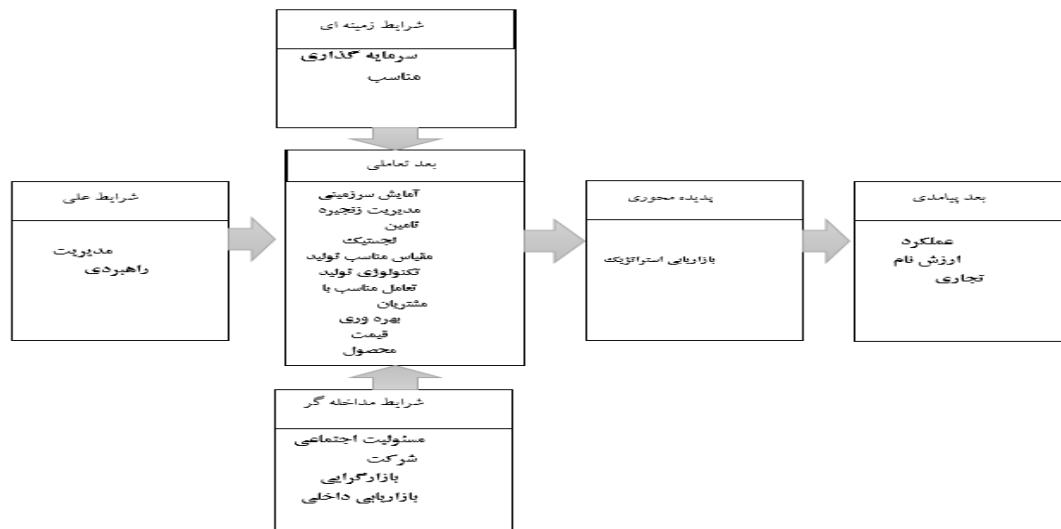 شرایط زمینه ای
سرمایه گذاری
مناسب
شرایط علی
مدیریت
راهبردی
بعد تعاملی
آمایش سرزمینی
مدیریت زنجیره
تامین
لجستیک
مقیاس مناسب تولید
تکنولوژی تولید
تعامل مناسب با
مشتریان
بهره وری
قیمت
محصول
پدیده محوری
بازاریابی استراتژیک
بعد پیامدی
عملکرد
ارزش نام
تجاری
شرایط مداخله گر
مسئولیت اجتماعی
شرکت
بازارگرایی
بازاریابی داخلی